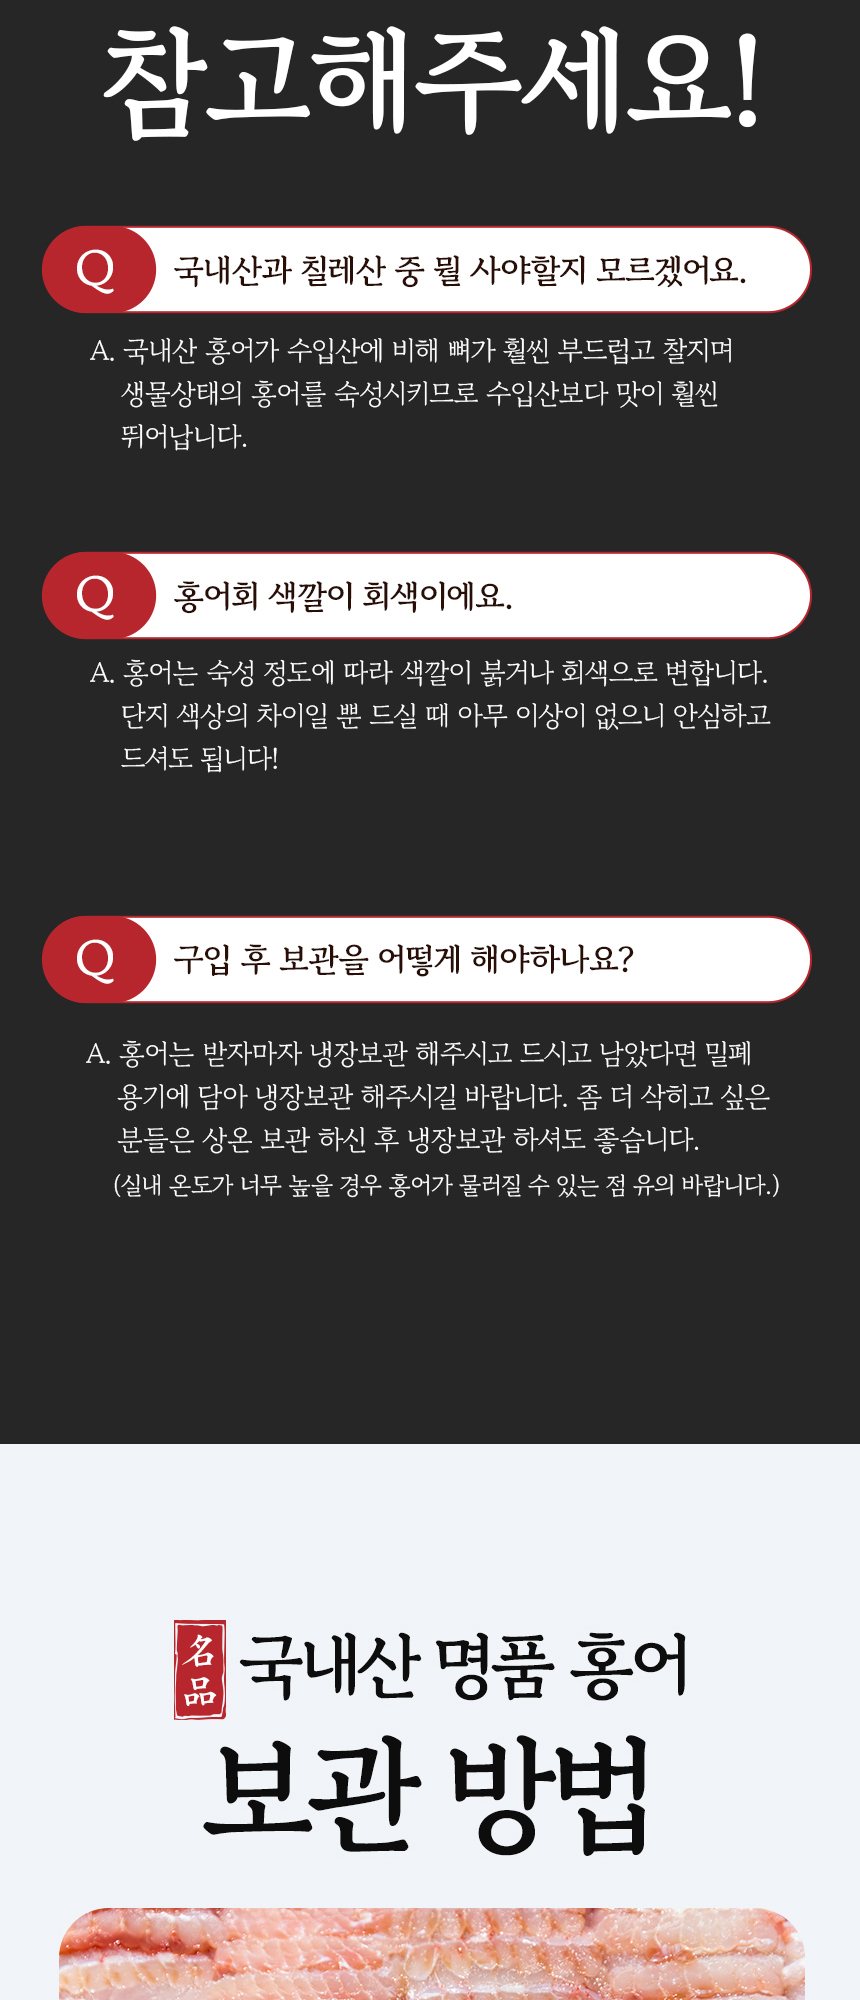 참고해주세요!
Q 국내산과 칠레산 중 뭘 사야할지 모르겠어요.
A. 국내산 홍어가 수입산에 비해 뼈가 훨씬 부드럽고 찰지며
생물상태의 홍어를 숙성시키므로 수입산보다 맛이 훨씬
뛰어납니다.
Q 홍어회 색깔이 회색이에요.
A. 홍어는 숙성 정도에 따라 색깔이 붉거나 회색으로 변합니다.
단지 색상의 차이일 뿐 드실 때 아무 이상이 없으니 안심하고
드셔도 됩니다!
Q 구입 후 보관을 어떻게 해야하나요?
A. 홍어는 받자마자 냉장보관 해주시고 드시고 남았다면 밀폐
용기에 담아 냉장보관 해주시길 바랍니다. 좀 더 삭히고 싶은
분들은 상온 보관 하신 후 냉장보관 하셔도 좋습니다.
(실내 온도가 너무 높을 경우 홍어가 물러질 수 있는 점 유의 바랍니다.)
名品 국내산 명품 홍어
보관 방법